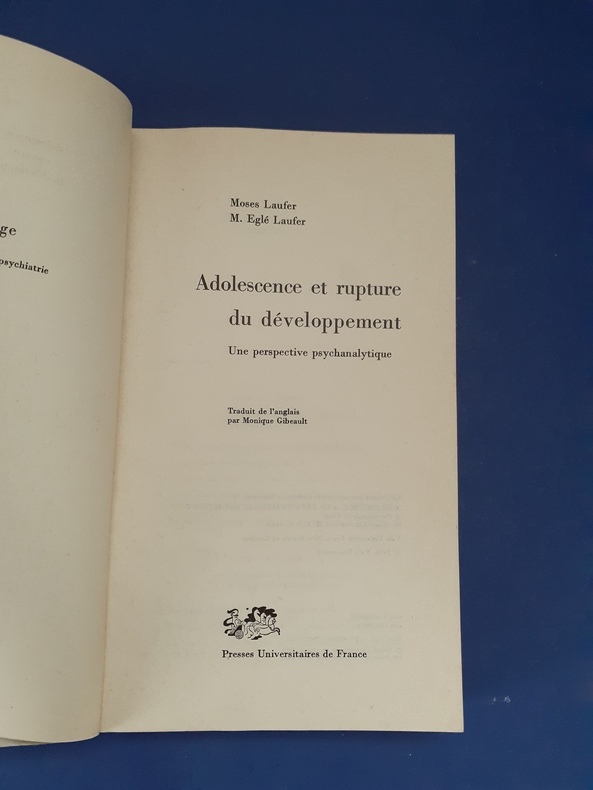 ge
psychiatrie
Moses Laufer
M. Eglé Laufer
Adolescence et rupture
du développement
Une perspective psychanalytique
Traduit de l'anglais
par Monique Gibeault
Presses Universitaires de France